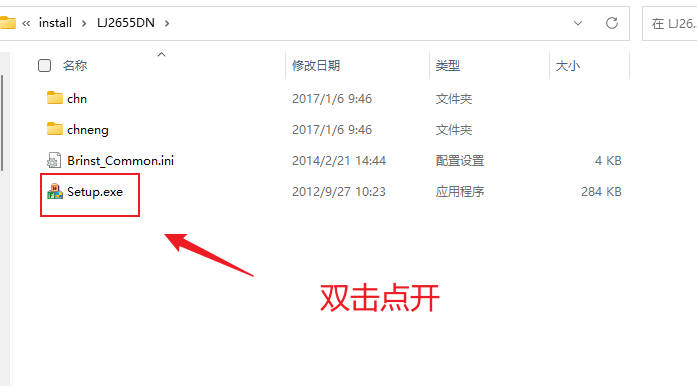 « install › LJ2655DN › 在 LJ26...
名称 修改日期 类型 大小
chn 2017/1/6 9:46 文件夹
chneng 2017/1/6 9:46 文件夹
Brinst_Common.ini 2014/2/21 14:44 配置设置 4 KB
Setup.exe 2012/9/27 10:23 应用程序 284 KB
双击点开